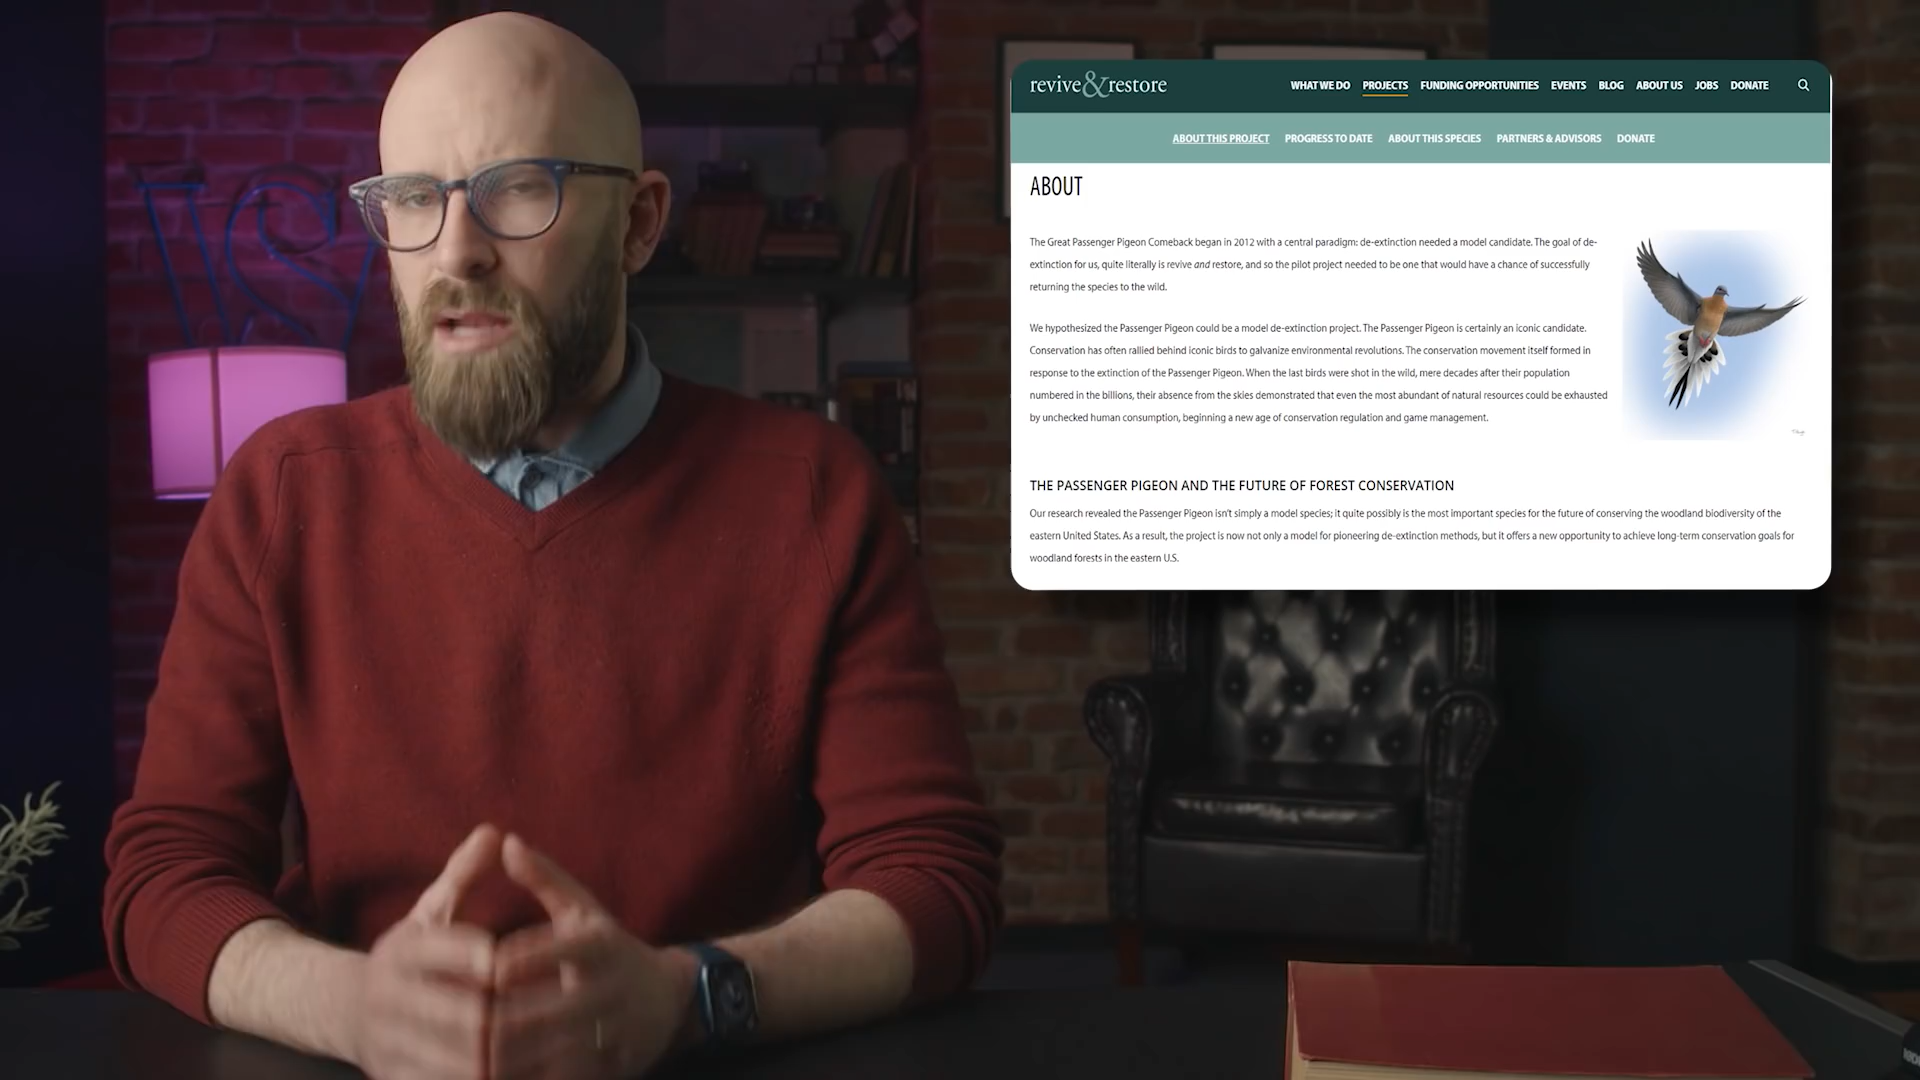 revive&restore
WHAT WE DO PROJECTS FUNDING OPPORTUNITIES EVENTS BLOG ABOUT US JOBS DONATE
ABOUT THIS PROJECT PROGRESS TO DATE ABOUT THIS SPECIES PARTNERS & ADVISORS DONATE
ABOUT
The Great Passenger Pigeon Comeback began in 2012 with a central paradigm: de-extinction needed a model candidate. The goal of de-
extinction for us, quite literally is revive and restore, and so the pilot project needed to be one that would have a chance of successfully
returning the species to the wild.
We hypothesized the Passenger Pigeon could be a model de-extinction project. The Passenger Pigeon is certainly an iconic candidate.
Conservation has often rallied behind iconic birds to galvanize environmental revolutions. The conservation movement itself formed in
response to the extinction of the Passenger Pigeon. When the last birds were shot in the wild, mere decades after their population
numbered in the billions, their absence from the skies demonstrated that even the most abundant of natural resources could be exhausted
by unchecked human consumption, beginning a new age of conservation regulation and game management.
THE PASSENGER PIGEON AND THE FUTURE OF FOREST CONSERVATION
Our research revealed the Passenger Pigeon isn't simply a model species; it quite possibly is the most important species for the future of conserving the woodland biodiversity of the
eastern United States. As a result, the project is now not only a model for pioneering de-extinction methods, but it offers a new opportunity to achieve long-term conservation goals for
woodland forests in the eastern U.S.